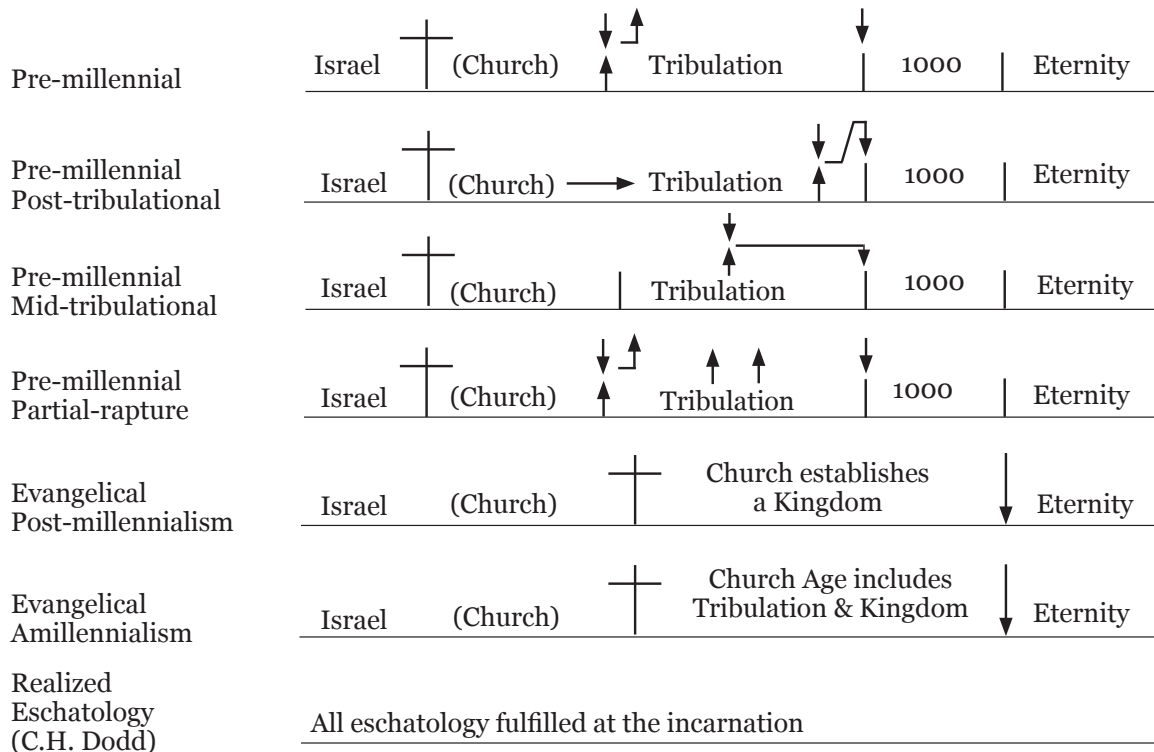 Pre-millennial
Israel (Church) Tribulation 1000 Eternity
Pre-millennial
Post-tribulational
Israel (Church) Tribulation 1000 Eternity
Pre-millennial
Mid-tribulational
Israel (Church) Tribulation 1000 Eternity
Pre-millennial
Partial-rapture
Israel (Church) Tribulation 1000 Eternity
Evangelical
Post-millennialism
Israel (Church) Church establishes
a Kingdom Eternity
Evangelical
Amillennialism
Israel (Church) Church Age includes
Tribulation & Kingdom Eternity
Realized
Eschatology
(C.H. Dodd)
All eschatology fulfilled at the incarnation